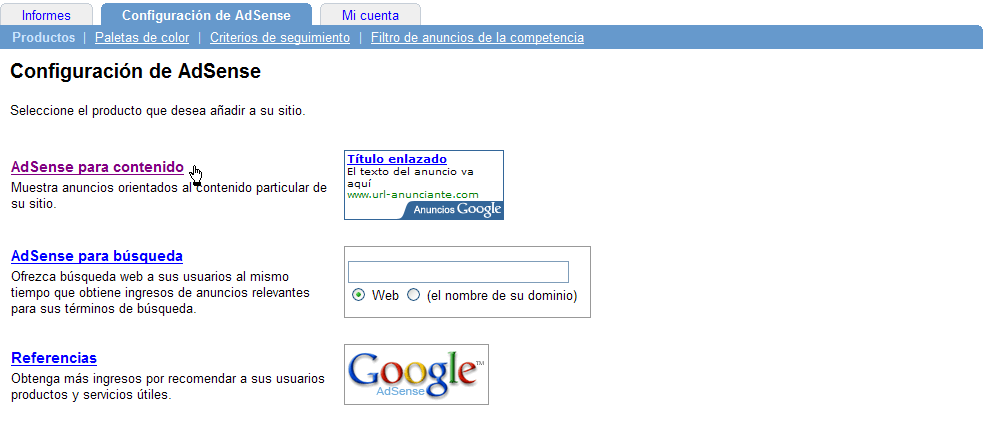 Informes Configuración de AdSense Mi cuenta
Productos | Paletas de color | Criterios de seguimiento | Filtro de anuncios de la competencia
Configuración de AdSense
Seleccione el producto que desea añadir a su sitio.
AdSense para contenido
Muestra anuncios orientados al contenido particular de
su sitio.
Título enlazado
El texto del anuncio va
aquí
www.url-anunciante.com
Anuncios Google
AdSense para búsqueda
Ofrezca búsqueda web a sus usuarios al mismo
tiempo que obtiene ingresos de anuncios relevantes
para sus términos de búsqueda.
Web (el nombre de su dominio)
Referencias
Obtenga más ingresos por recomendar a sus usuarios
productos y servicios útiles.
Google™
AdSense